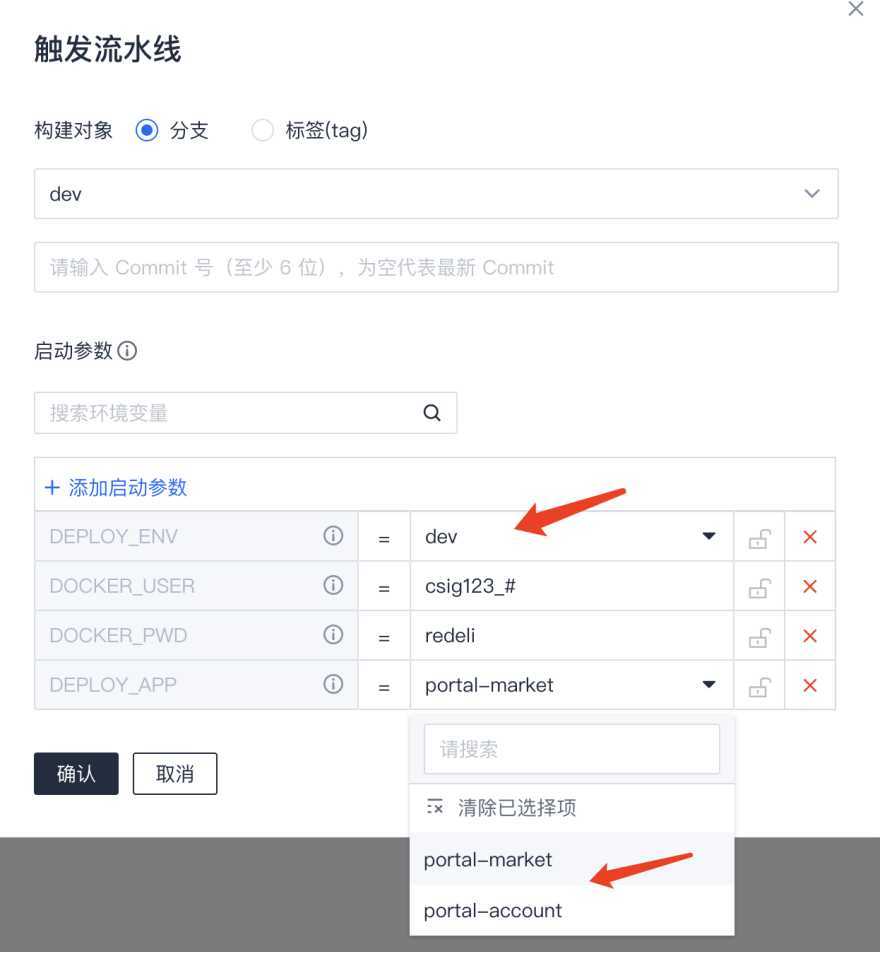 触发流水线
构建对象 分支 标签(tag)
dev
请输入 Commit 号（至少 6 位），为空代表最新 Commit
启动参数
搜索环境变量
+ 添加启动参数
DEPLOY_ENV = dev
DOCKER_USER = csig123_#
DOCKER_PWD = redeli
DEPLOY_APP = portal-market
请搜索
确认 取消
清除已选择项
portal-market
portal-account